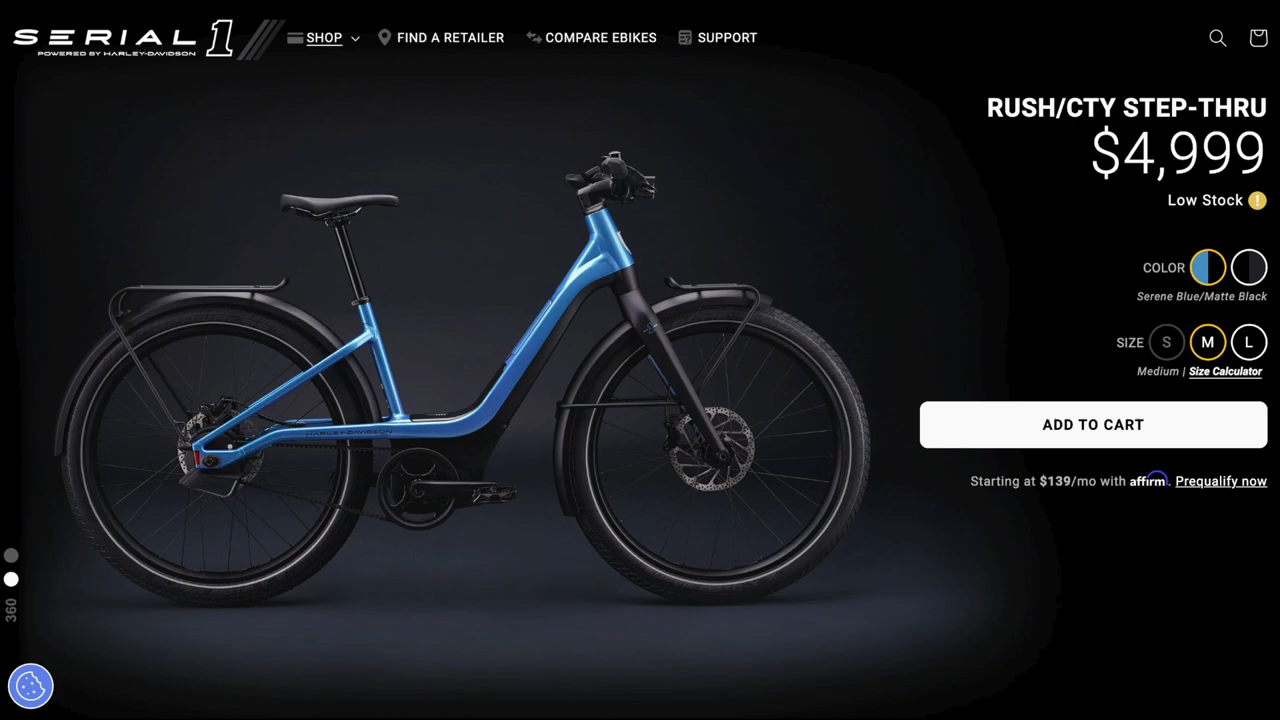 SERIAL 1
POWERED BY HARLEY-DAVIDSON
SHOP
FIND A RETAILER
COMPARE EBIKES
SUPPORT
RUSH/CTY STEP-THRU
$4,999
Low Stock !
COLOR
Serene Blue/Matte Black
SIZE S M L
Medium | Size Calculator
ADD TO CART
Starting at $139/mo with affirm. Prequalify now
HARLEY-DAVIDSON
360